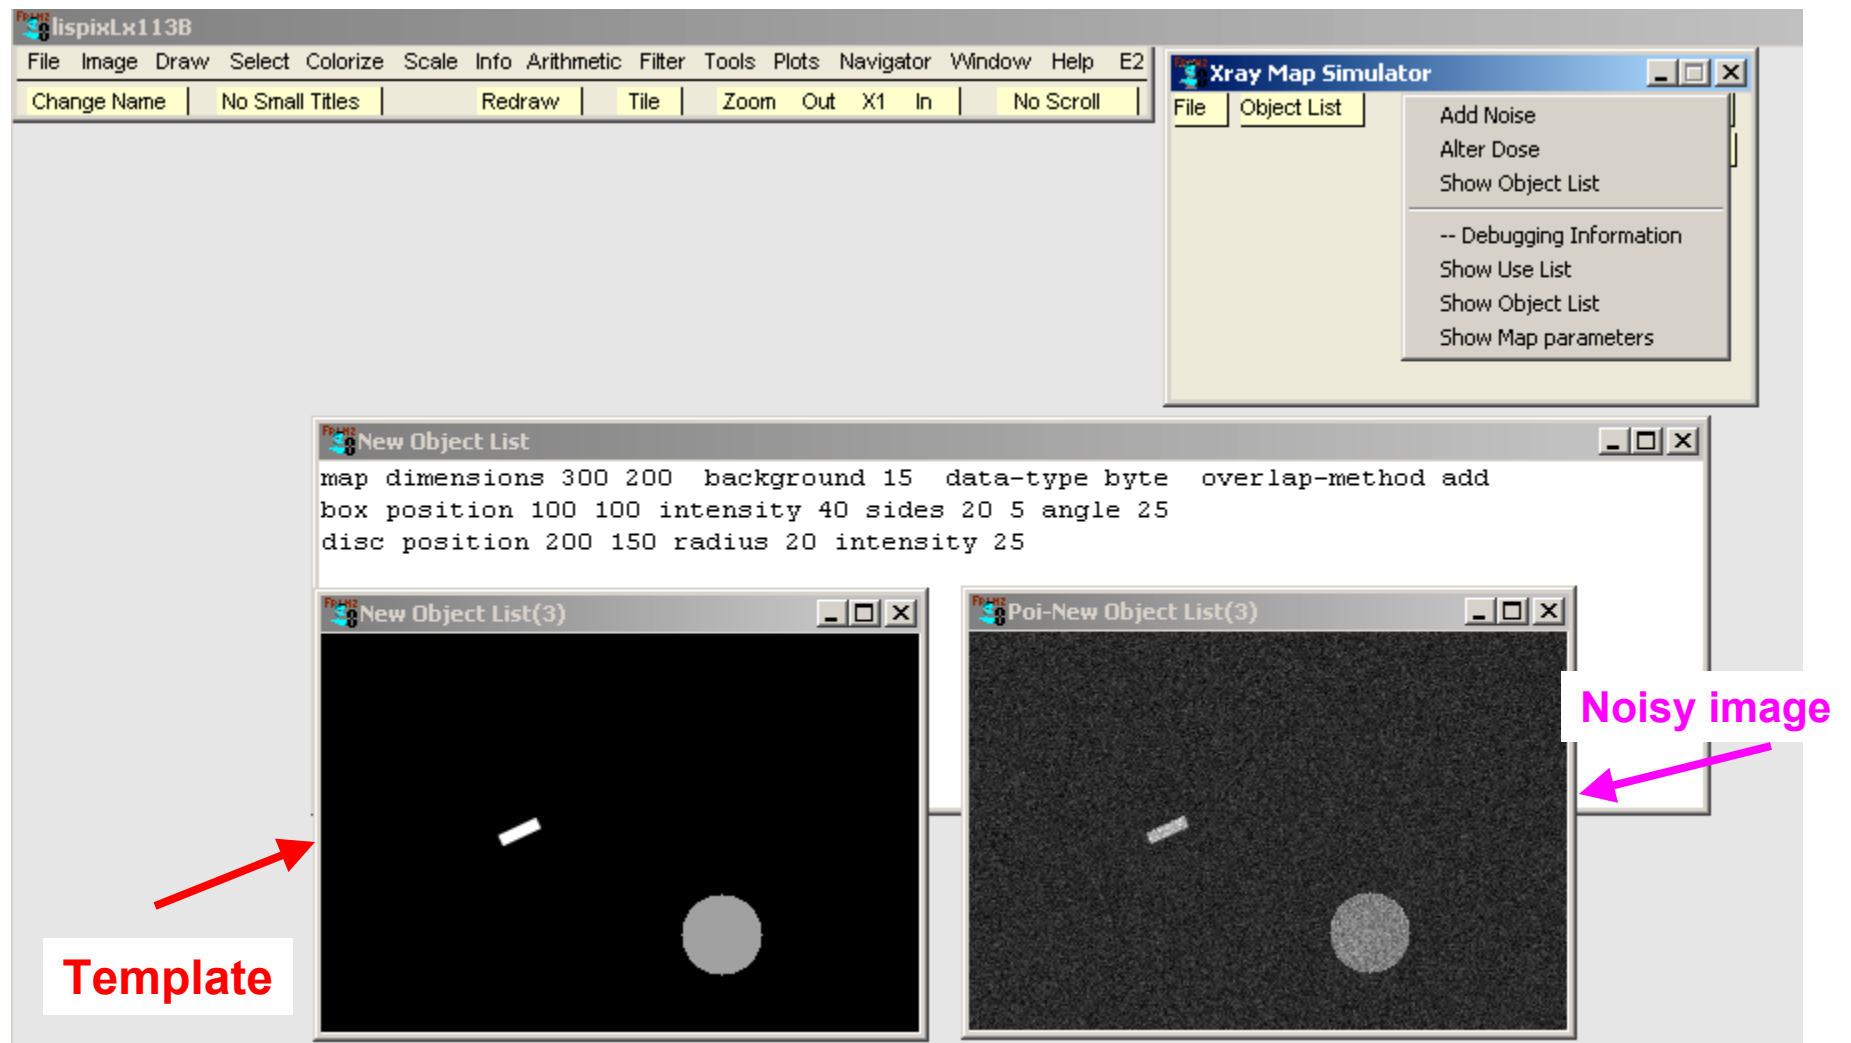 lispixLx113B
File Image Draw Select Colorize Scale Info Arithmetic Filter Tools Plots Navigator Window Help E2
Change Name No Small Titles Redraw Tile Zoom Out X1 In No Scroll
Xray Map Simulator
File Object List
Add Noise
Alter Dose
Show Object List
-- Debugging Information
Show Use List
Show Object List
Show Map parameters
New Object List
map dimensions 300 200 background 15 data-type byte overlap-method add
box position 100 100 intensity 40 sides 20 5 angle 25
disc position 200 150 radius 20 intensity 25
New Object List(3)
Poi-New Object List(3)
Noisy image
Template